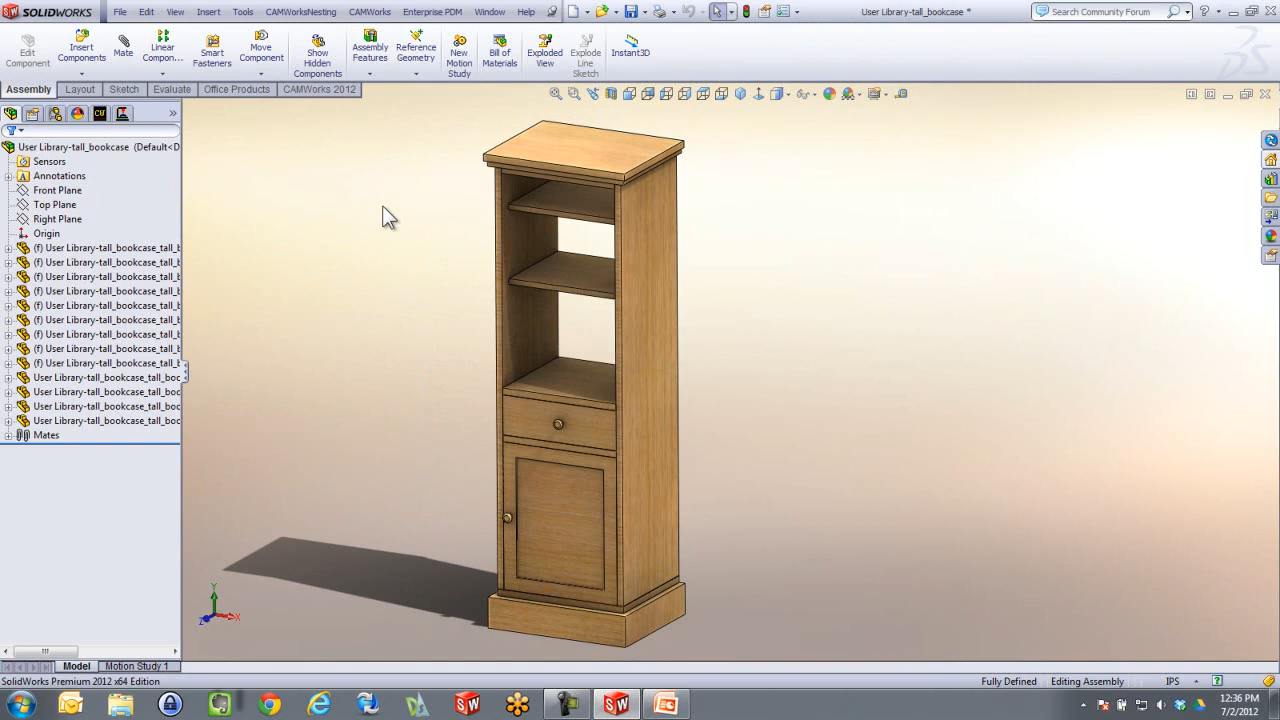 SOLIDWORKS File Edit View Insert Tools CAMWorksNesting CAMWorks Enterprise PDM Window Help User Library-tall_bookcase * Search Community Forum
Edit Component
Insert Components
Mate
Linear Compon...
Smart Fasteners
Move Component
Show Hidden Components
Assembly Features
Reference Geometry
New Motion Study
Bill of Materials
Exploded View
Explode Line Sketch
Instant3D
Assembly Layout Sketch Evaluate Office Products CAMWorks 2012
User Library-tall_bookcase (Default<D
Sensors
Annotations
Front Plane
Top Plane
Right Plane
Origin
(f) User Library-tall_bookcase_tall_b
(f) User Library-tall_bookcase_tall_b
(f) User Library-tall_bookcase_tall_b
(f) User Library-tall_bookcase_tall_b
(f) User Library-tall_bookcase_tall_b
(f) User Library-tall_bookcase_tall_b
(f) User Library-tall_bookcase_tall_b
(f) User Library-tall_bookcase_tall_b
(f) User Library-tall_bookcase_tall_b
User Library-tall_bookcase_tall_boc
User Library-tall_bookcase_tall_boc
User Library-tall_bookcase_tall_boc
User Library-tall_bookcase_tall_boc
Mates
Y
Z X
Model Motion Study 1
SolidWorks Premium 2012 x64 Edition Fully Defined Editing Assembly IPS
12:36 PM
7/2/2012